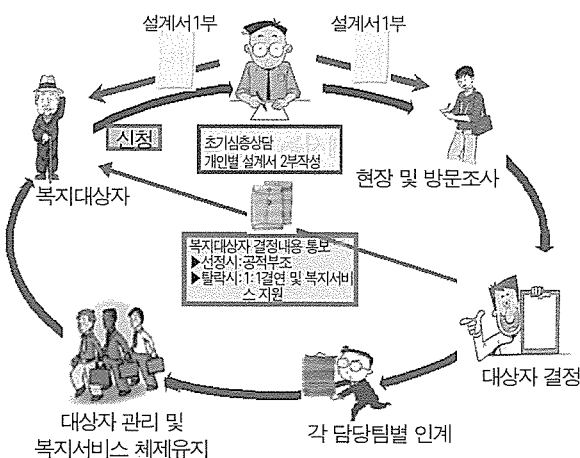 설계서1부
설계서1부
신청
초기심층상담
개인별 설계서 2부작성
복지대상자
현장 및 방문조사
복지대상자 결정내용 통보
▶선정시:공적부조
▶탈락시:1:1결연 및 복지서비
스 지원
대상자 결정
각 담당팀별 인계
대상자 관리 및
복지서비스 체제유지